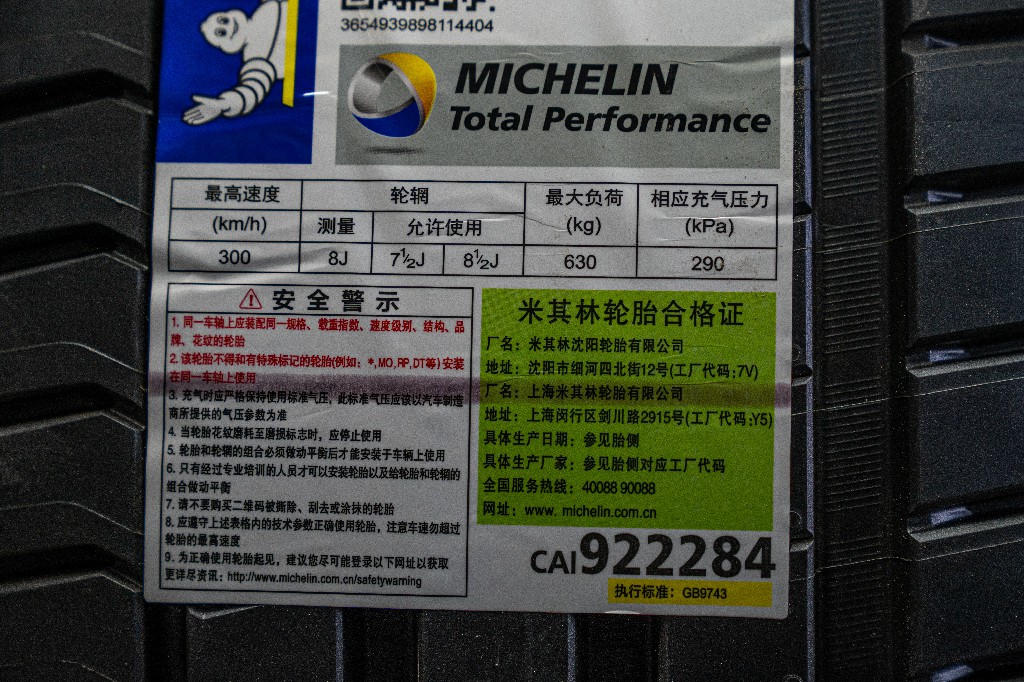 3654939898114404
MICHELIN
Total Performance
最高速度 轮辋 最大负荷 相应充气压力
(km/h) 测量 允许使用 (kg) (kPa)
300 8J 7½J 8½J 630 290
安全警示
1. 同一车轴上应装配同一规格、载重指数、速度级别、结构、品
牌、花纹的轮胎
2. 该轮胎不得和有特殊标记的轮胎(例如：*,MO,RP,DT等)安装
在同一车轴上使用
3. 充气时应严格保持使用标准气压，此标准气压应该以汽车制造
商所提供的气压参数为准
4. 当轮胎花纹磨耗至磨损标志时，应停止使用
5. 轮胎和轮辋的组合必须做动平衡后才能安装于车辆上使用
6. 只有经过专业培训的人员才可以安装轮胎以及给轮胎和轮辋的
组合做动平衡
7. 请不要购买二维码被撕除、刮去或涂抹的轮胎
8. 应遵守上述表格内的技术参数正确使用轮胎，注意车速勿超过
轮胎的最高速度
9. 为正确使用轮胎起见，建议您尽可能登录以下网址以获取
更详尽资讯：http://www.michelin.com.cn/safetywarning
米其林轮胎合格证
厂名：米其林沈阳轮胎有限公司
地址：沈阳市细河四北街12号(工厂代码:7V)
厂名：上海米其林轮胎有限公司
地址：上海闵行区剑川路2915号(工厂代码:Y5)
具体生产日期：参见胎侧
具体生产厂家：参见胎侧对应工厂代码
全国服务热线：40088 90088
网址：www. michelin.com.cn
CAI922284
执行标准：GB9743